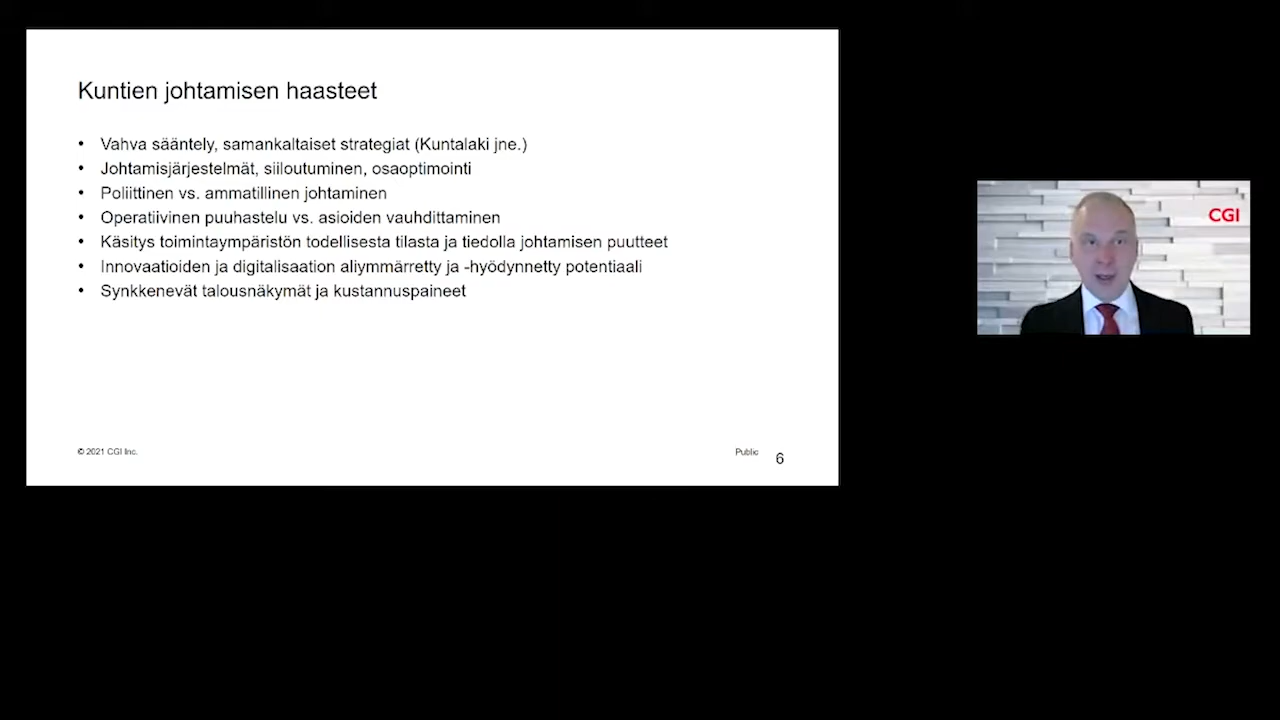 Kuntien johtamisen haasteet
• Vahva sääntely, samankaltaiset strategiat (Kuntalaki jne.)
• Johtamisjärjestelmät, siiloutuminen, osaoptimointi
• Poliittinen vs. ammatillinen johtaminen
• Operatiivinen puuhastelu vs. asioiden vauhdittaminen
• Käsitys toimintaympäristön todellisesta tilasta ja tiedolla johtamisen puutteet
• Innovaatioiden ja digitalisaation aliymmärretty ja -hyödynnetty potentiaali
• Synkkenevät talousnäkymät ja kustannuspaineet
© 2021 CGI Inc.
Public 6
CGI